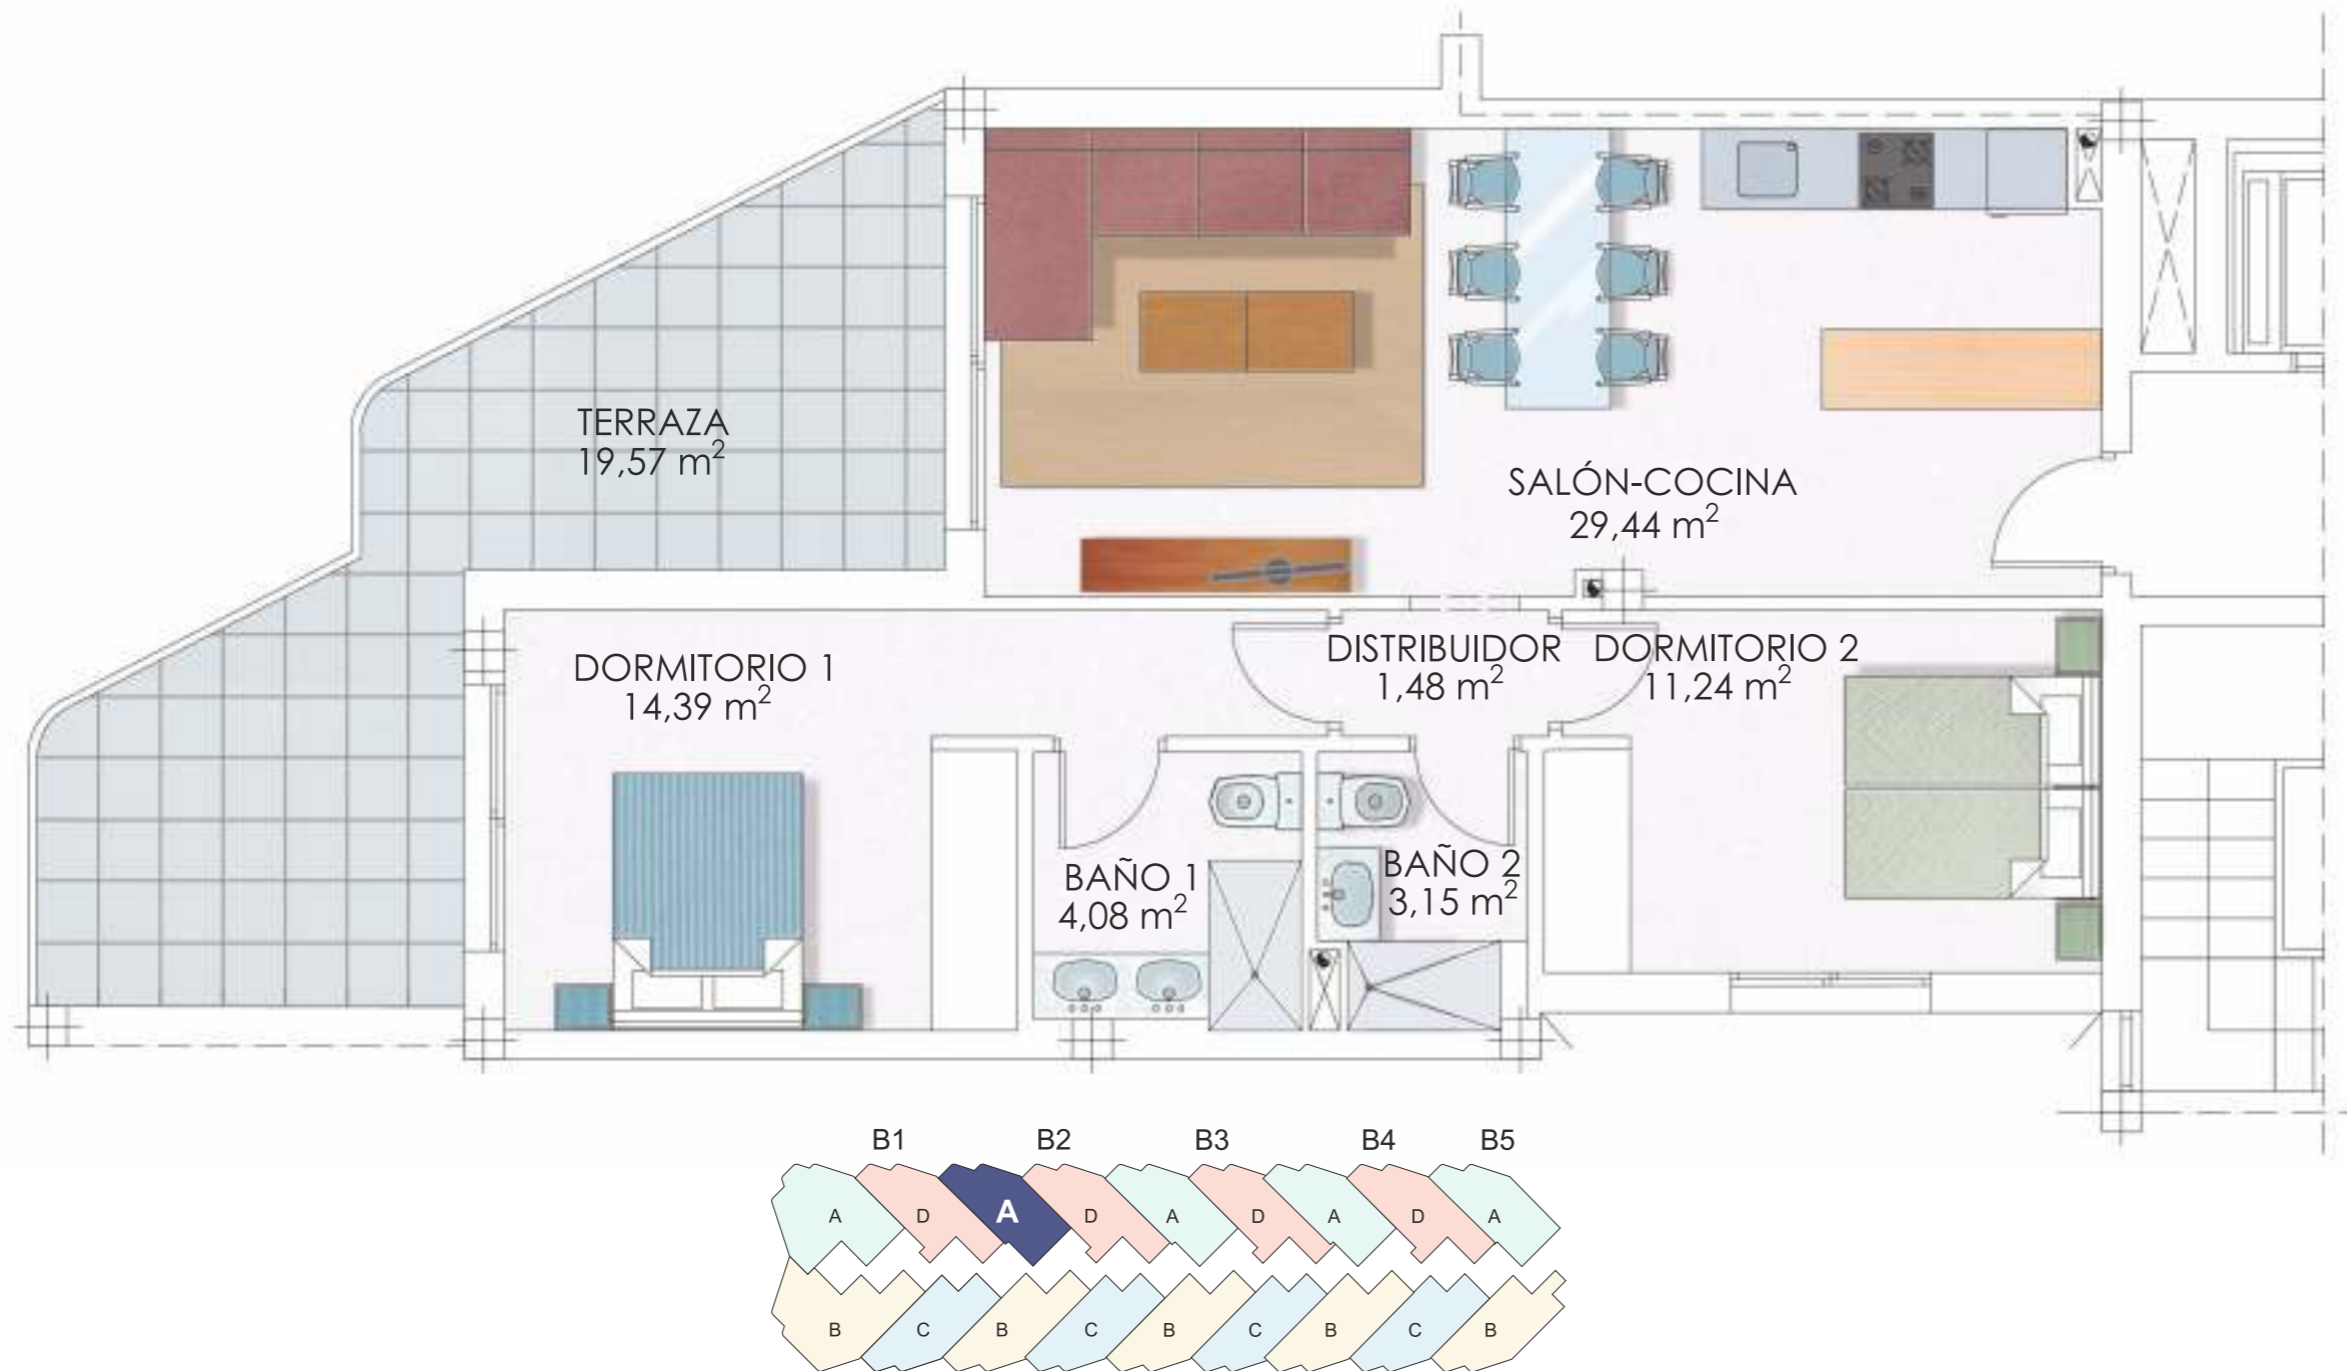 TERRAZA
19,57 m²
SALÓN-COCINA
29,44 m²
DORMITORIO 1
14,39 m²
DISTRIBUIDOR
1,48 m²
DORMITORIO 2
11,24 m²
BAÑO 1
4,08 m²
BAÑO 2
3,15 m²
B1 B2 B3 B4 B5
A D A D A D A D A
B C B C B C B C B